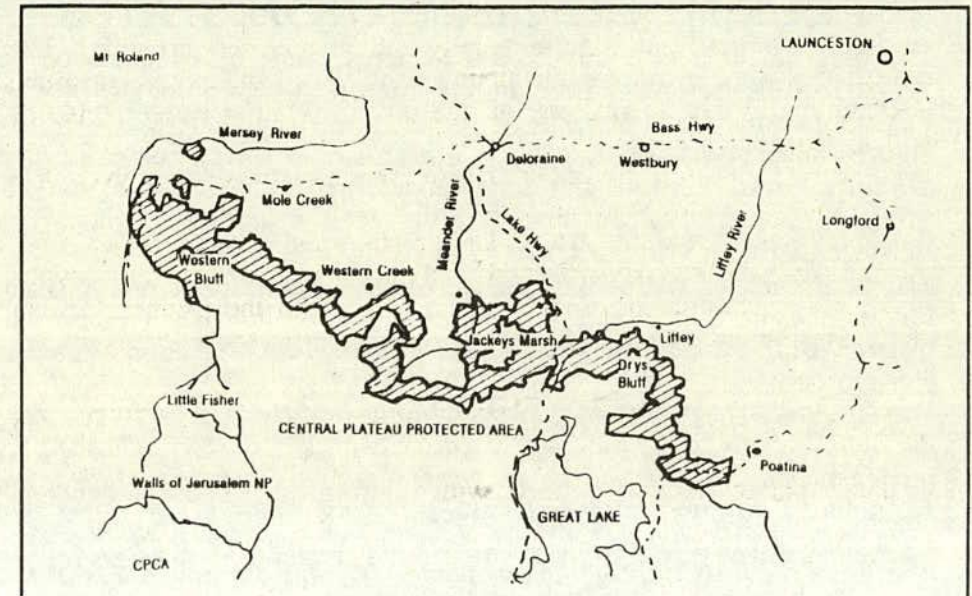 LAUNCESTON
Mt Roland
Mersey River
Bass Hwy
Deloraine
Westbury
Mole Creek
Meander River
Lake Hwy
Liffey River
Longford
Western
Bluff
Western Creek
Jackeys Marsh
Liffey
Drys
Bluff
Little Fisher
CENTRAL PLATEAU PROTECTED AREA
Poatina
Walls of Jerusalem NP
GREAT LAKE
CPCA